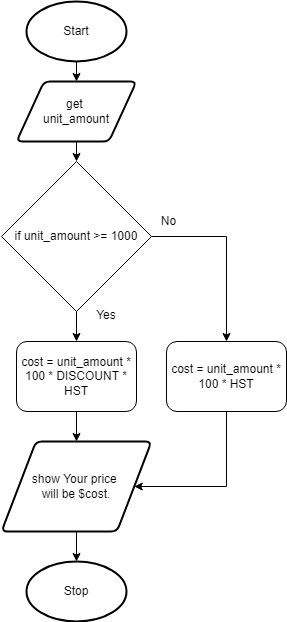 Start
get
unit_amount
if unit_amount >= 1000
No
Yes
cost = unit_amount *
100 * DISCOUNT *
HST
cost = unit_amount *
100 * HST
show Your price
will be $cost.
Stop